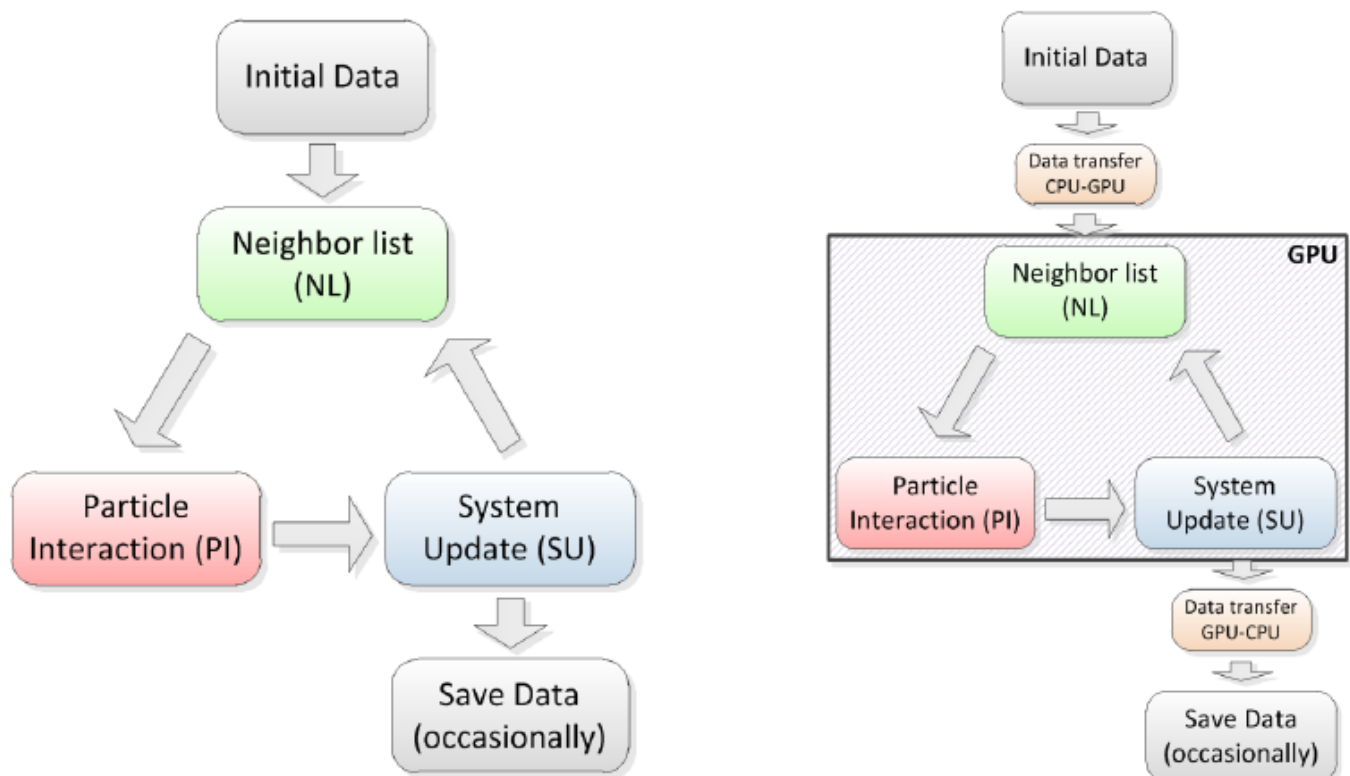 Initial Data
Neighbor list
(NL)
Particle
Interaction (PI)
System
Update (SU)
Save Data
(occasionally)
Initial Data
Data transfer
CPU-GPU
GPU
Neighbor list
(NL)
Particle
Interaction (PI)
System
Update (SU)
Data transfer
GPU-CPU
Save Data
(occasionally)